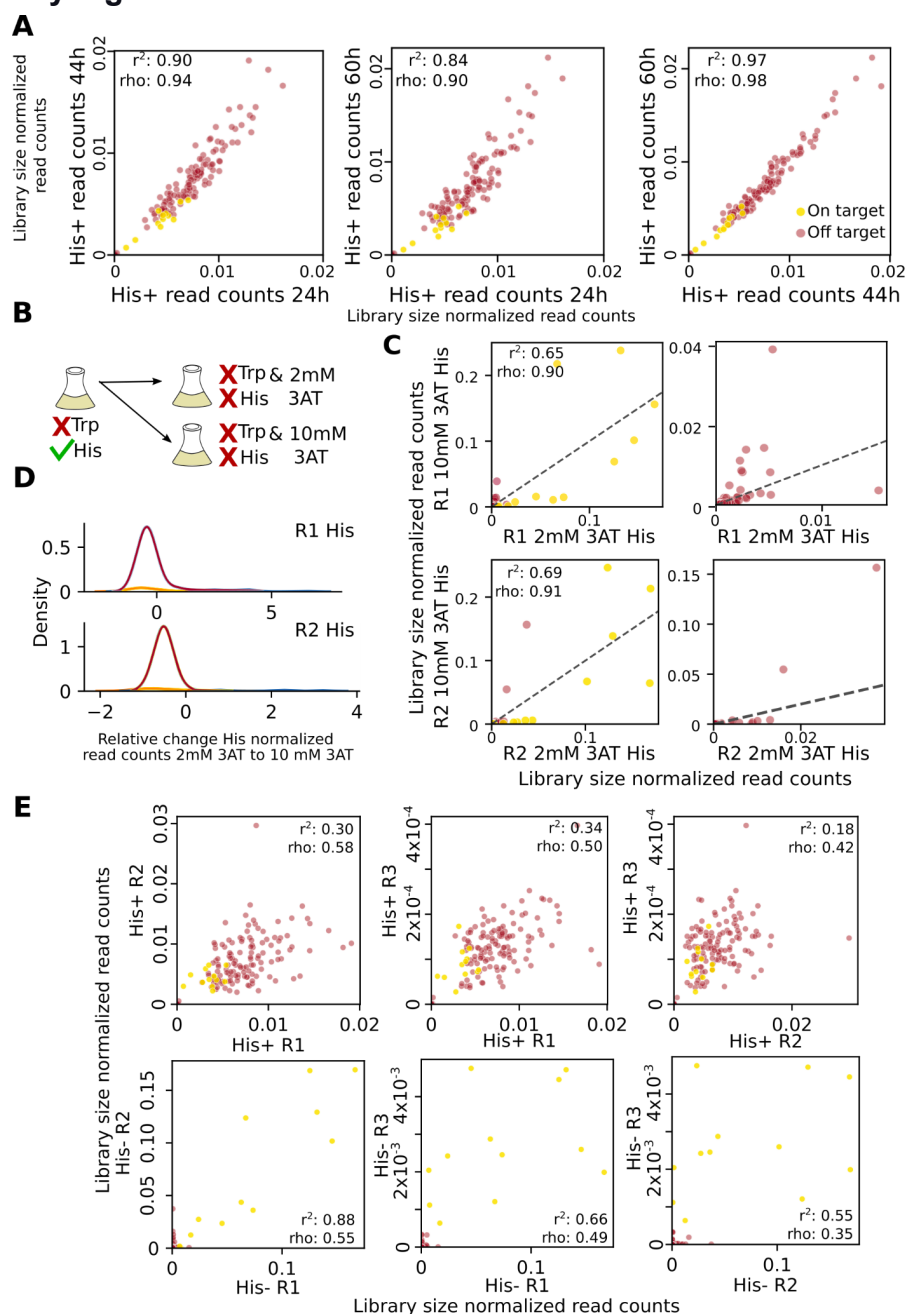 A
Library size normalized
read counts
His+ read counts 44h
0.02
0.01
0
r²: 0.90
rho: 0.94
0
0.01
0.02
His+ read counts 24h
His+ read counts 60h
0.02
0.01
0
r²: 0.84
rho: 0.90
0
0.01
0.02
His+ read counts 24h
His+ read counts 60h
0.02
0.01
0
r²: 0.97
rho: 0.98
On target
Off target
0
0.01
0.02
His+ read counts 44h
Library size normalized read counts
B
Trp
His
Trp & 2mM
His 3AT
Trp & 10mM
His 3AT
C
Library size normalized read counts
R1 10mM 3AT His
0.2
0.1
0
r²: 0.65
rho: 0.90
0
0.1
R1 2mM 3AT His
0.04
0.02
0
0
0.01
R1 2mM 3AT His
R2 10mM 3AT His
0.2
0.1
0
r²: 0.69
rho: 0.91
0
0.1
R2 2mM 3AT His
0.15
0.10
0.05
0
0
0.02
R2 2mM 3AT His
Library size normalized read counts
D
Density
R1 His
0.5
0
0
5
R2 His
1
0
−2
0
2
4
Relative change His normalized
read counts 2mM 3AT to 10 mM 3AT
E
Library size normalized read counts
His+ R2
0.03
0.02
0.01
0
r²: 0.30
rho: 0.58
0
0.01
0.02
His+ R1
His+ R3
4x10⁻⁴
2x10⁻⁴
0
r²: 0.34
rho: 0.50
0
0.01
0.02
His+ R1
His+ R3
4x10⁻⁴
2x10⁻⁴
0
r²: 0.18
rho: 0.42
0
0.02
His+ R2
His- R2
0.15
0.10
0.05
0
r²: 0.88
rho: 0.55
0
0.1
His- R1
His- R3
4x10⁻³
2x10⁻³
0
r²: 0.66
rho: 0.49
0
0.1
His- R1
His- R3
4x10⁻³
2x10⁻³
0
r²: 0.55
rho: 0.35
0
0.1
His- R2
Library size normalized read counts